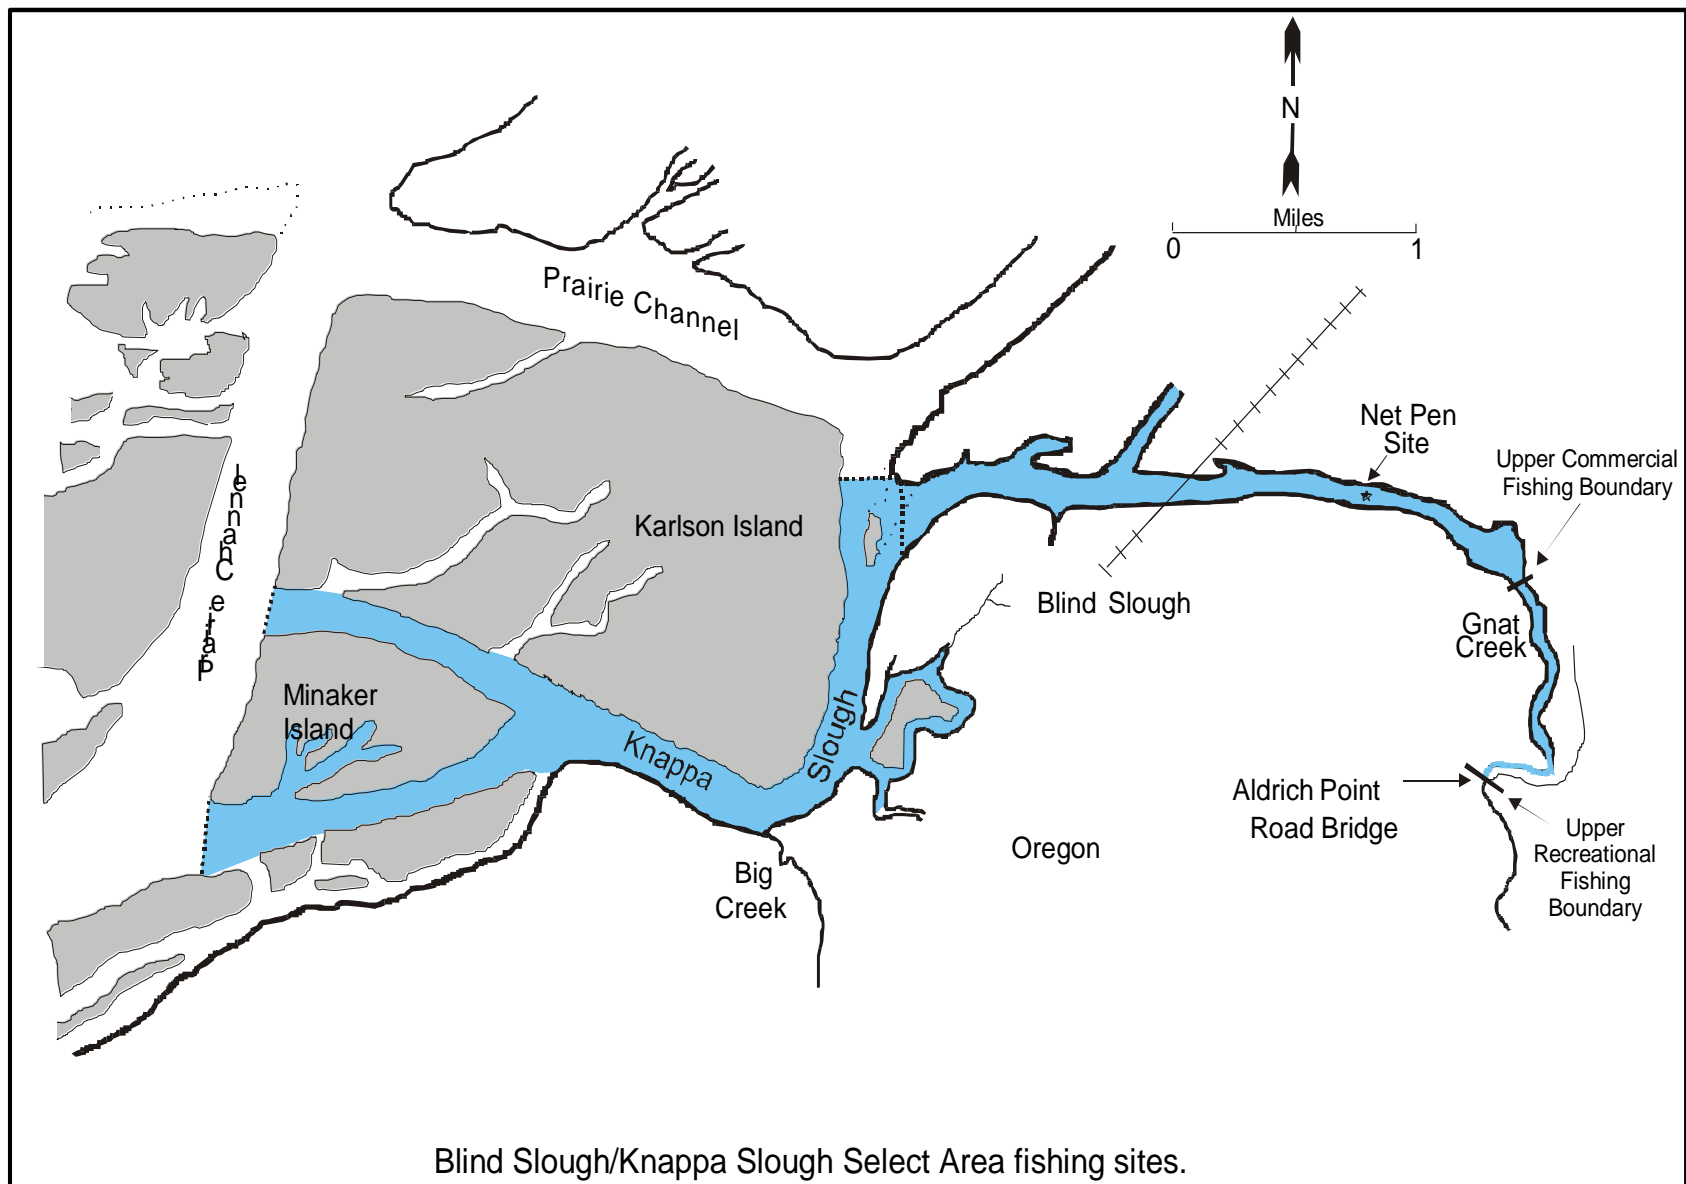 N
Miles
0
1
Prairie Channel
Net Pen
Site
Upper Commercial
Fishing Boundary
Prairie Channel
Karlson Island
Blind Slough
Gnat
Creek
Minaker
Island
Knappa
Slough
Aldrich Point
Road Bridge
Upper
Recreational
Fishing
Boundary
Oregon
Big
Creek
Blind Slough/Knappa Slough Select Area fishing sites.